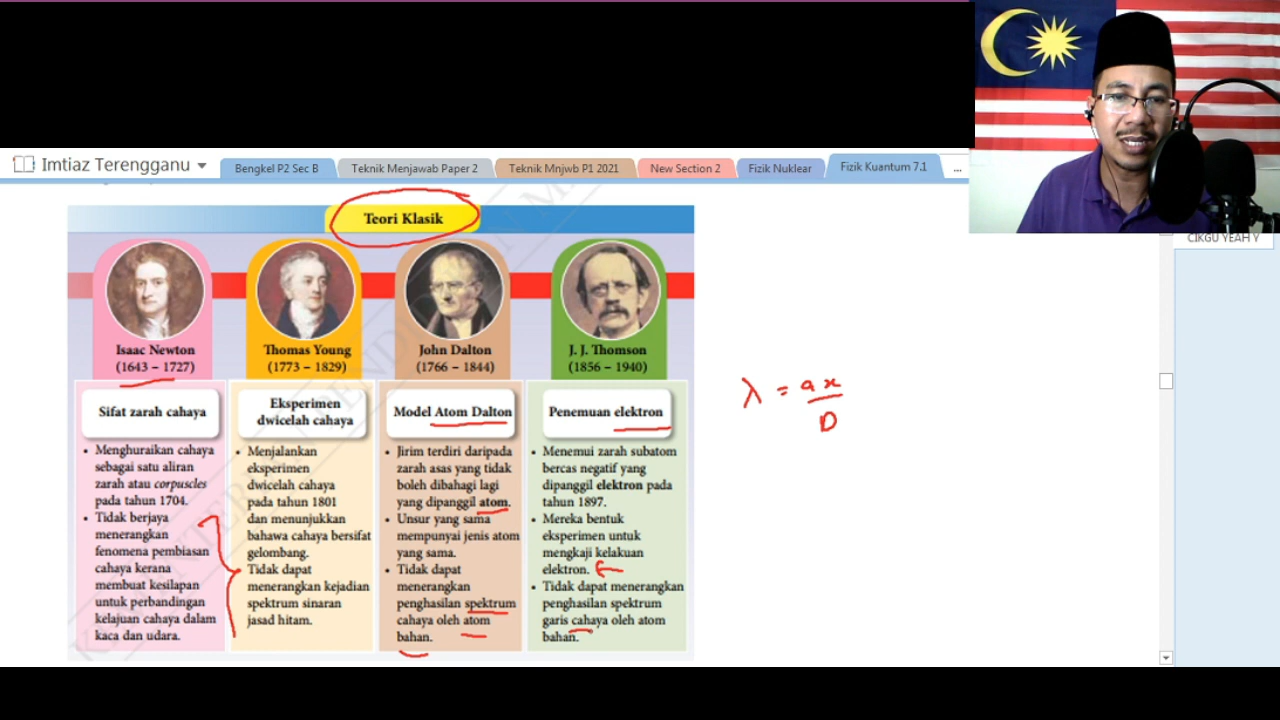 Imtiaz Terengganu
Bengkel P2 Sec B
Teknik Menjawab Paper 2
Teknik Mnjwb P1 2021
New Section 2
Fizik Nuklear
Fizik Kuantum 7.1
...
CIKGU YEAH Y
Teori Klasik
Isaac Newton
(1643 – 1727)
Sifat zarah cahaya
• Menghuraikan cahaya
sebagai satu aliran
zarah atau corpuscles
pada tahun 1704.
• Tidak berjaya
menerangkan
fenomena pembiasan
cahaya kerana
membuat kesilapan
untuk perbandingan
kelajuan cahaya dalam
kaca dan udara.
Thomas Young
(1773 – 1829)
Eksperimen
dwicelah cahaya
• Menjalankan
eksperimen
dwicelah cahaya
pada tahun 1801
dan menunjukkan
bahawa cahaya bersifat
gelombang.
• Tidak dapat
menerangkan kejadian
spektrum sinaran
jasad hitam.
John Dalton
(1766 – 1844)
Model Atom Dalton
• Jirim terdiri daripada
zarah asas yang tidak
boleh dibahagi lagi
yang dipanggil atom.
• Unsur yang sama
mempunyai jenis atom
yang sama.
• Tidak dapat
menerangkan
penghasilan spektrum
cahaya oleh atom
bahan.
J. J. Thomson
(1856 – 1940)
Penemuan elektron
• Menemui zarah subatom
bercas negatif yang
dipanggil elektron pada
tahun 1897.
• Mereka bentuk
eksperimen untuk
mengkaji kelakuan
elektron.
• Tidak dapat menerangkan
penghasilan spektrum
garis cahaya oleh atom
bahan.
λ = ax
D